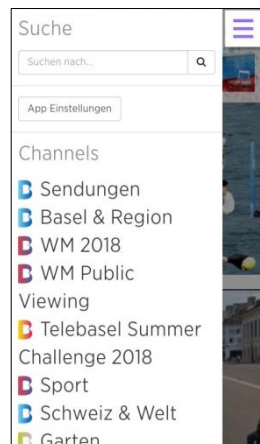 Suche
Suchen nach...
App Einstellungen
Channels
Sendungen
Basel & Region
WM 2018
WM Public
Viewing
Telebasel Summer
Challenge 2018
Sport
Schweiz & Welt
Garten